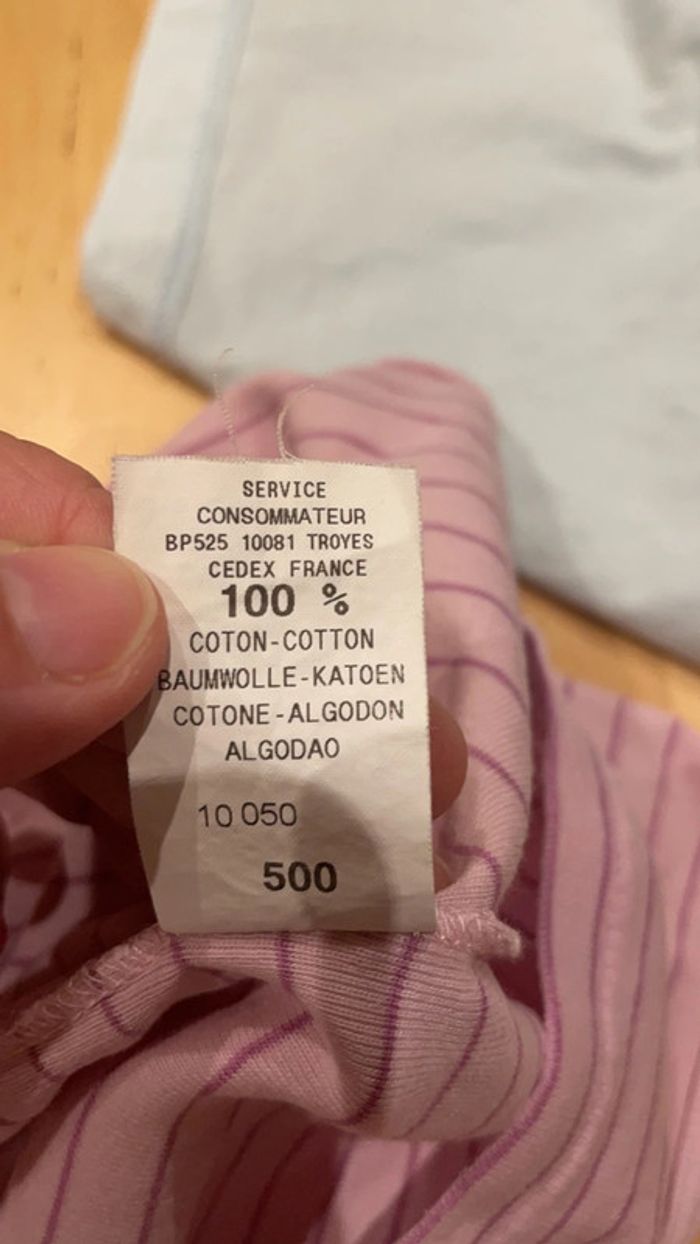 SERVICE
CONSOMMATEUR
BP525 10081 TROYES
CEDEX FRANCE
100 %
COTON-COTTON
BAUMWOLLE-KATOEN
COTONE-ALGODON
ALGODAO
10 050
500